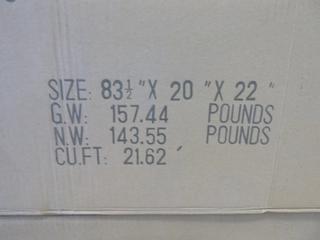 SIZE: 83½"X 20 "X 22 "
G.W: 157.44 POUNDS
N.W: 143.55 POUNDS
CU.FT: 21.62 '